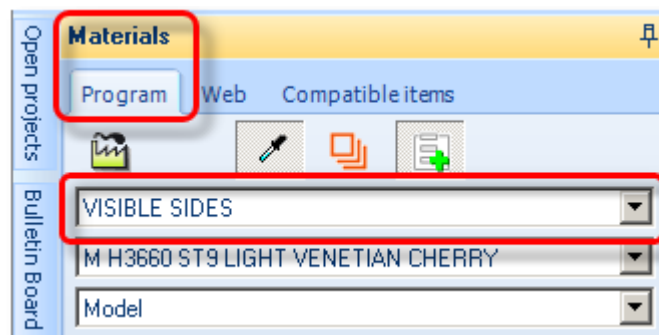 Materials
Program Web Compatible items
VISIBLE SIDES
M H3660 ST9 LIGHT VENETIAN CHERRY
Model
Open projects
Bulletin Board